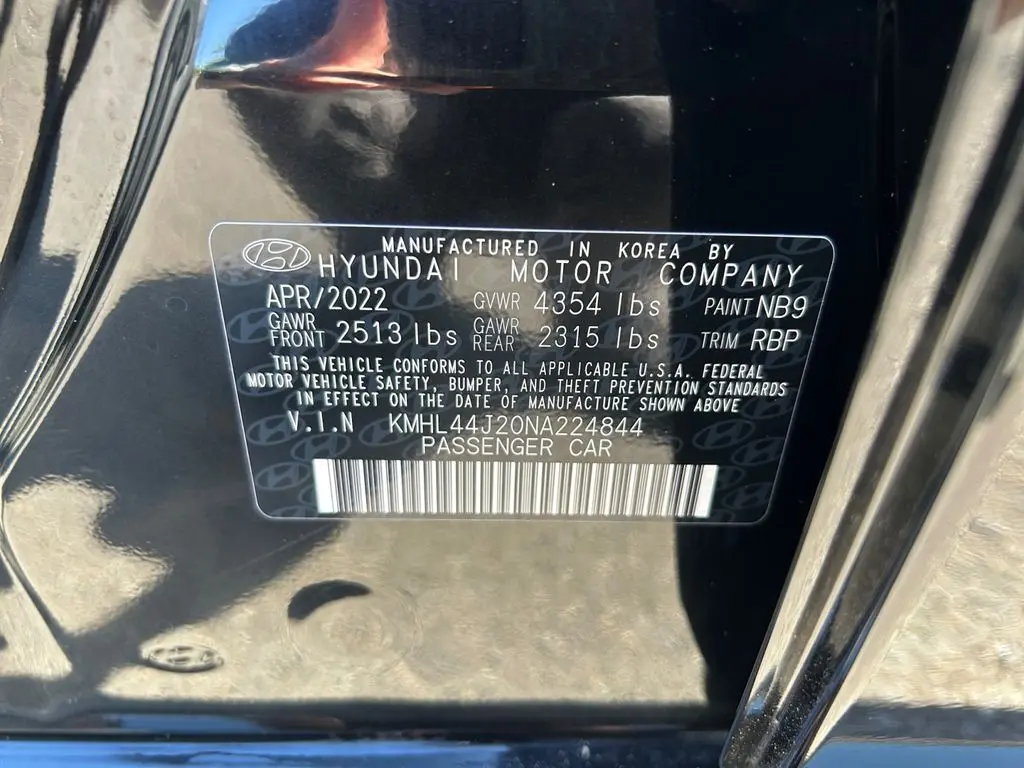 MANUFACTURED IN KOREA BY
HYUNDAI MOTOR COMPANY
APR/2022 GVWR 4354 lbs PAINT NB9
GAWR FRONT 2513 lbs GAWR REAR 2315 lbs TRIM RBP
THIS VEHICLE CONFORMS TO ALL APPLICABLE U.S.A. FEDERAL
MOTOR VEHICLE SAFETY, BUMPER, AND THEFT PREVENTION STANDARDS
IN EFFECT ON THE DATE OF MANUFACTURE SHOWN ABOVE
V.I.N KMHL44J20NA224844
PASSENGER CAR